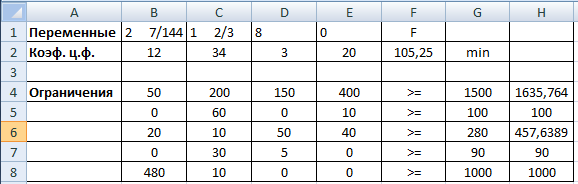 A B C D E F G H
1 Переменные 2 7/144 1 2/3 8 0 F
2 Коэф. ц.ф. 12 34 3 20 105,25 min
3
4 Ограничения 50 200 150 400 >= 1500 1635,764
5 0 60 0 10 >= 100 100
6 20 10 50 40 >= 280 457,6389
7 0 30 5 0 >= 90 90
8 480 10 0 0 >= 1000 1000